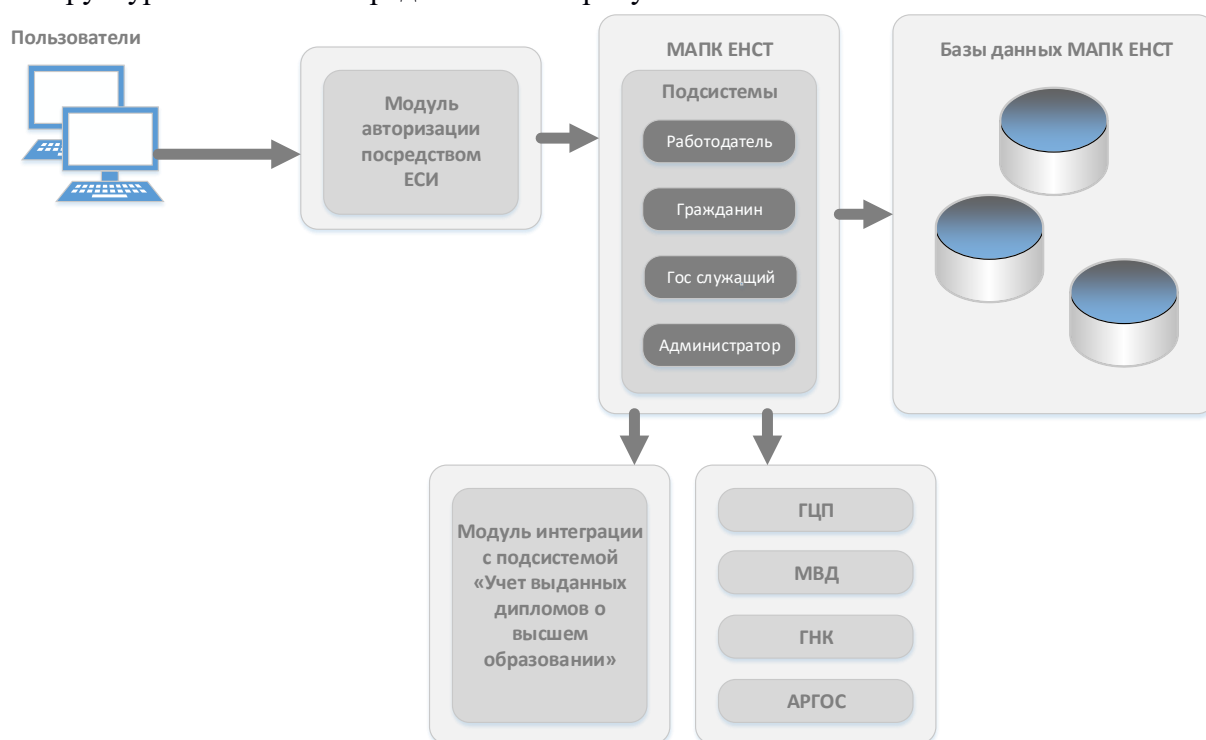 Пользователи
Модуль
авторизации
посредством
ЕСИ
МАПК ЕНСТ
Подсистемы
Работодатель
Гражданин
Гос служащий
Администратор
Базы данных МАПК ЕНСТ
Модуль интеграции
с подсистемой
«Учет выданных
дипломов о
высшем
образовании»
ГЦП
МВД
ГНК
АРГОС